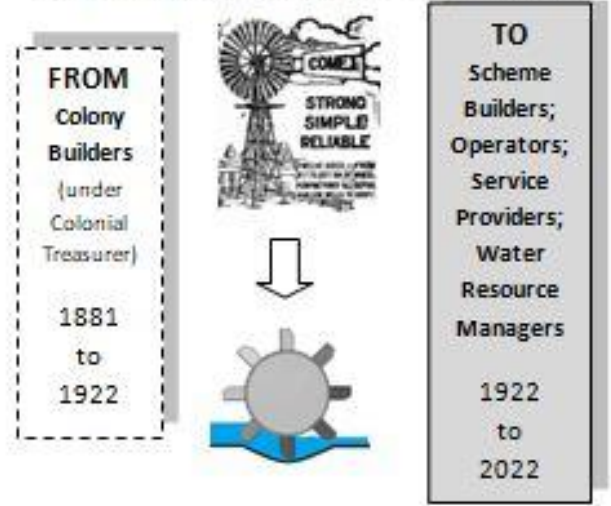 FROM
Colony
Builders
(under
Colonial
Treasurer)
1881
to
1922
COMET
STRONG
SIMPLE
RELIABLE
TO
Scheme
Builders;
Operators;
Service
Providers;
Water
Resource
Managers
1922
to
2022